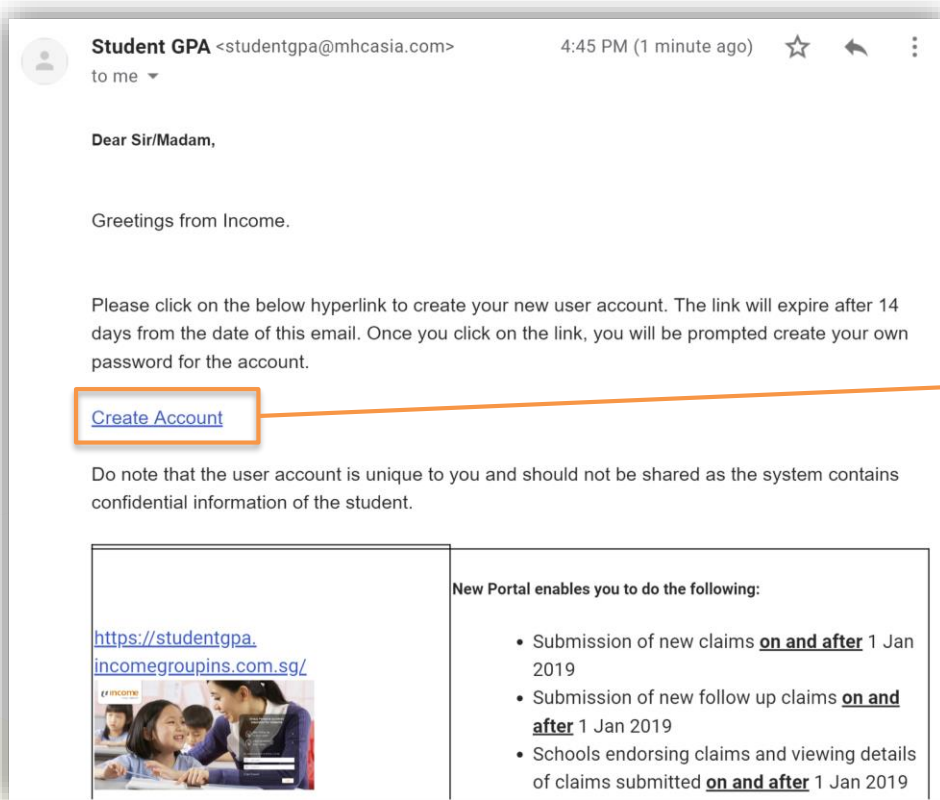 Student GPA <studentgpa@mhcasia.com> 4:45 PM (1 minute ago)
to me
Dear Sir/Madam,
Greetings from Income.
Please click on the below hyperlink to create your new user account. The link will expire after 14
days from the date of this email. Once you click on the link, you will be prompted create your own
password for the account.
Create Account
Do note that the user account is unique to you and should not be shared as the system contains
confidential information of the student.
https://studentgpa.
incomegroupins.com.sg/
income
New Portal enables you to do the following:
• Submission of new claims on and after 1 Jan
2019
• Submission of new follow up claims on and
after 1 Jan 2019
• Schools endorsing claims and viewing details
of claims submitted on and after 1 Jan 2019